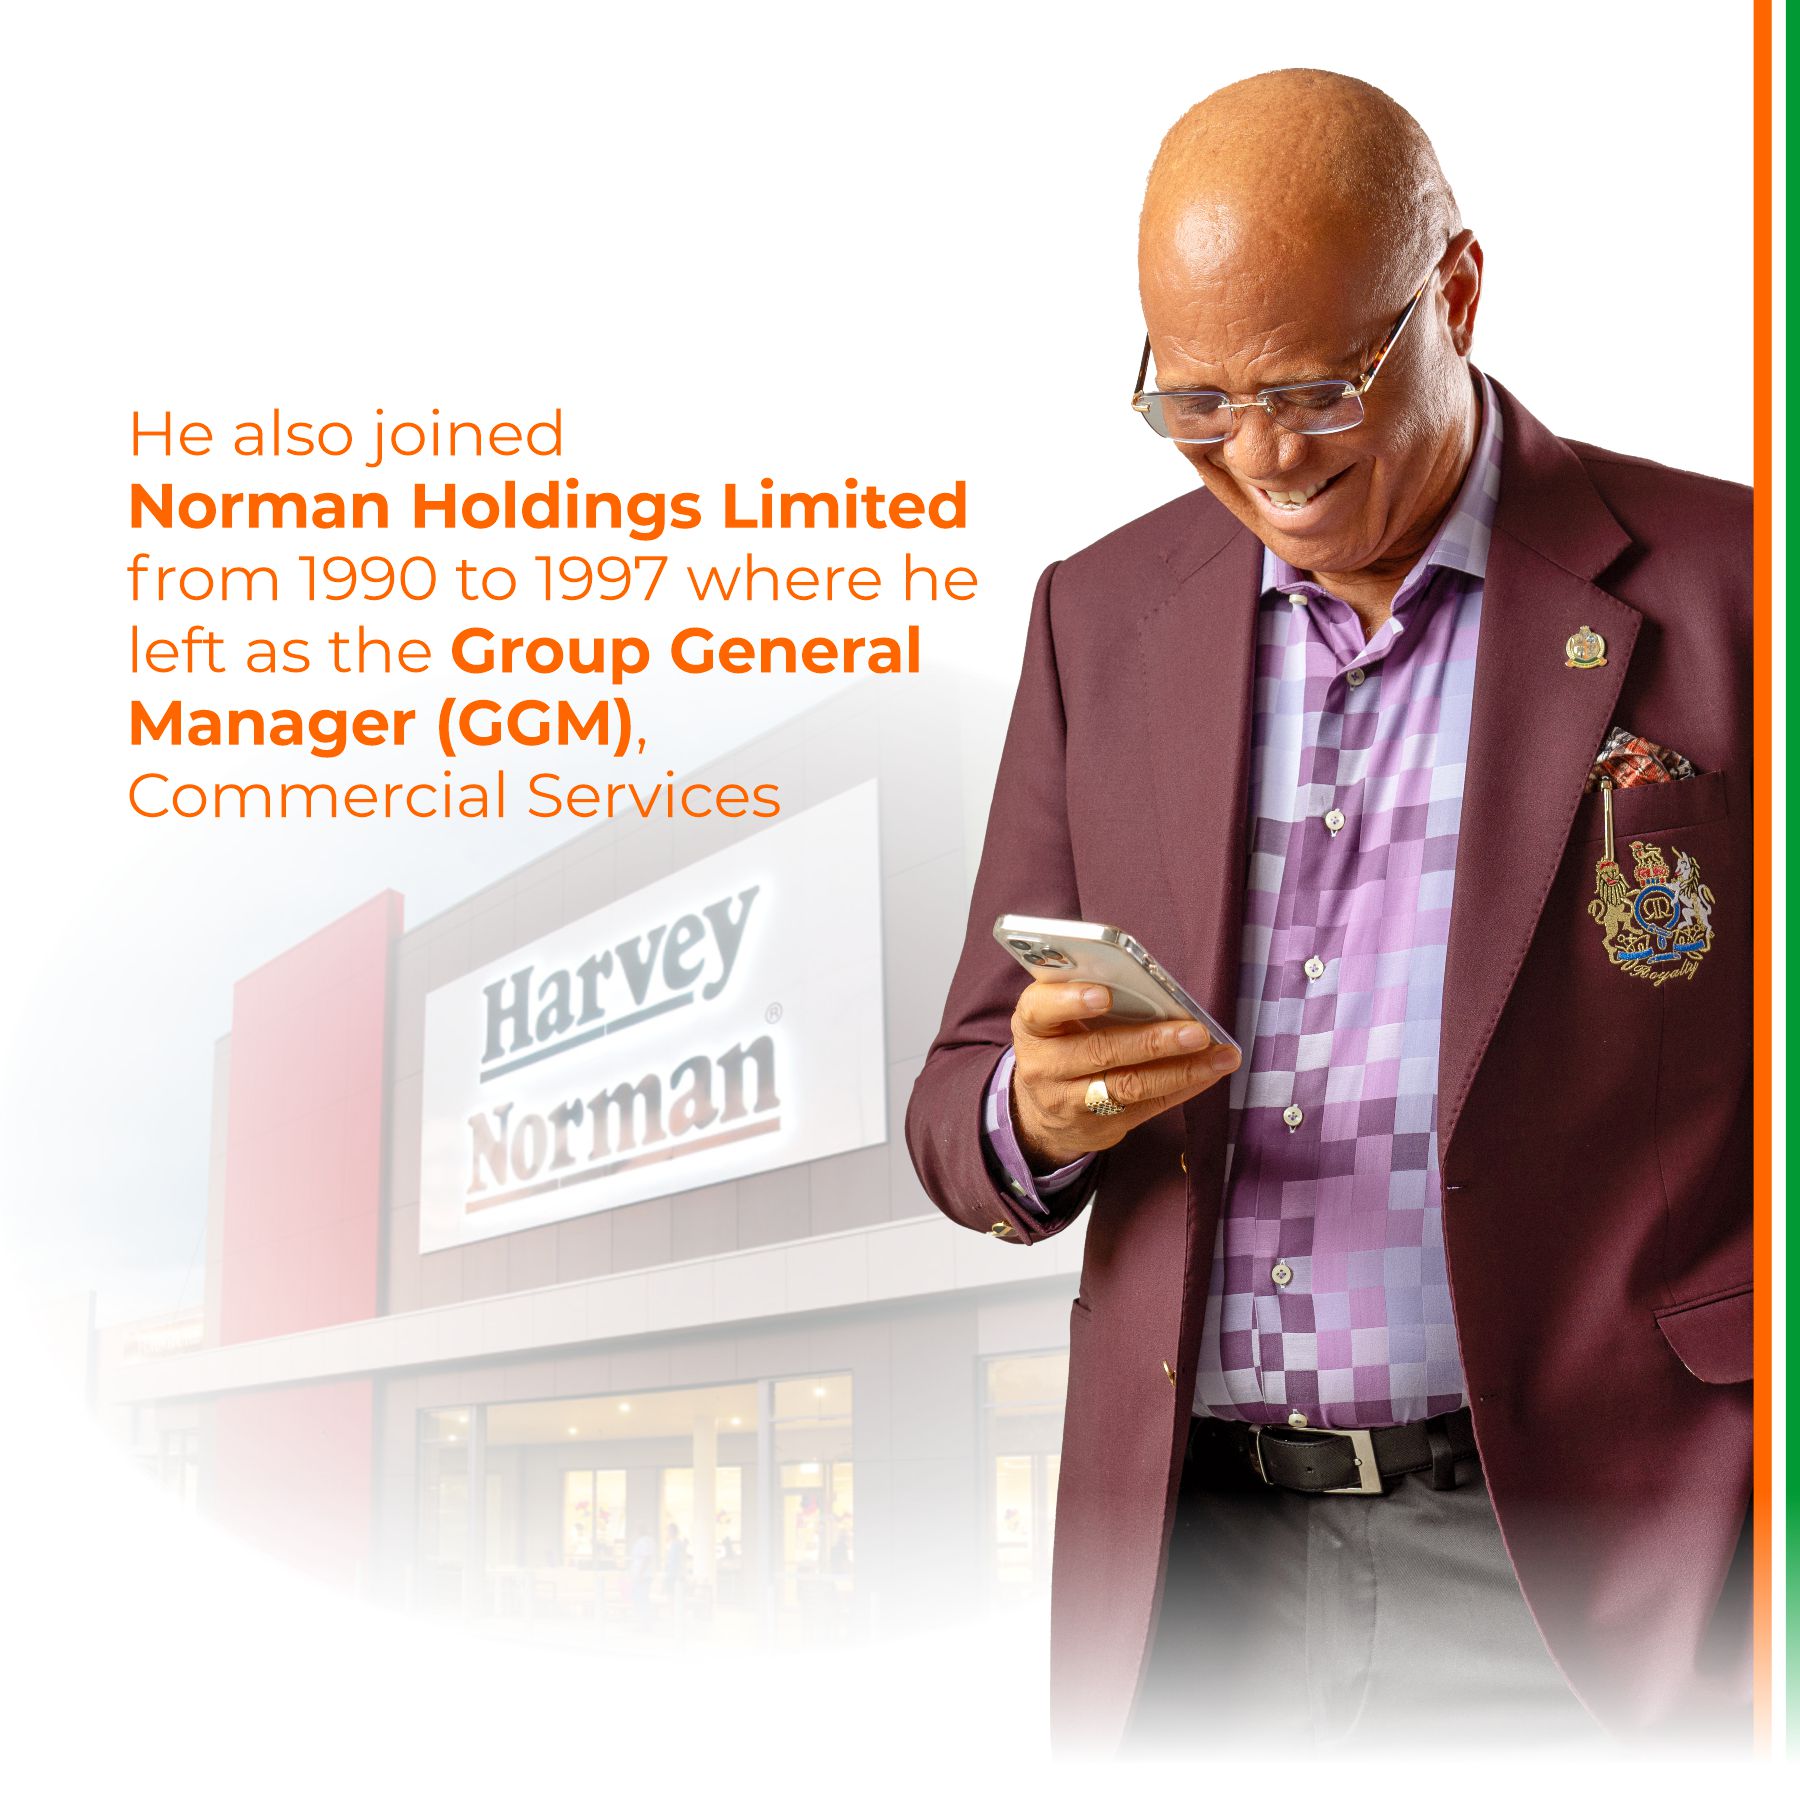 He also joined
Norman Holdings Limited
from 1990 to 1997 where he
left as the Group General
Manager (GGM),
Commercial Services
Harvey
Norman®
Royalty